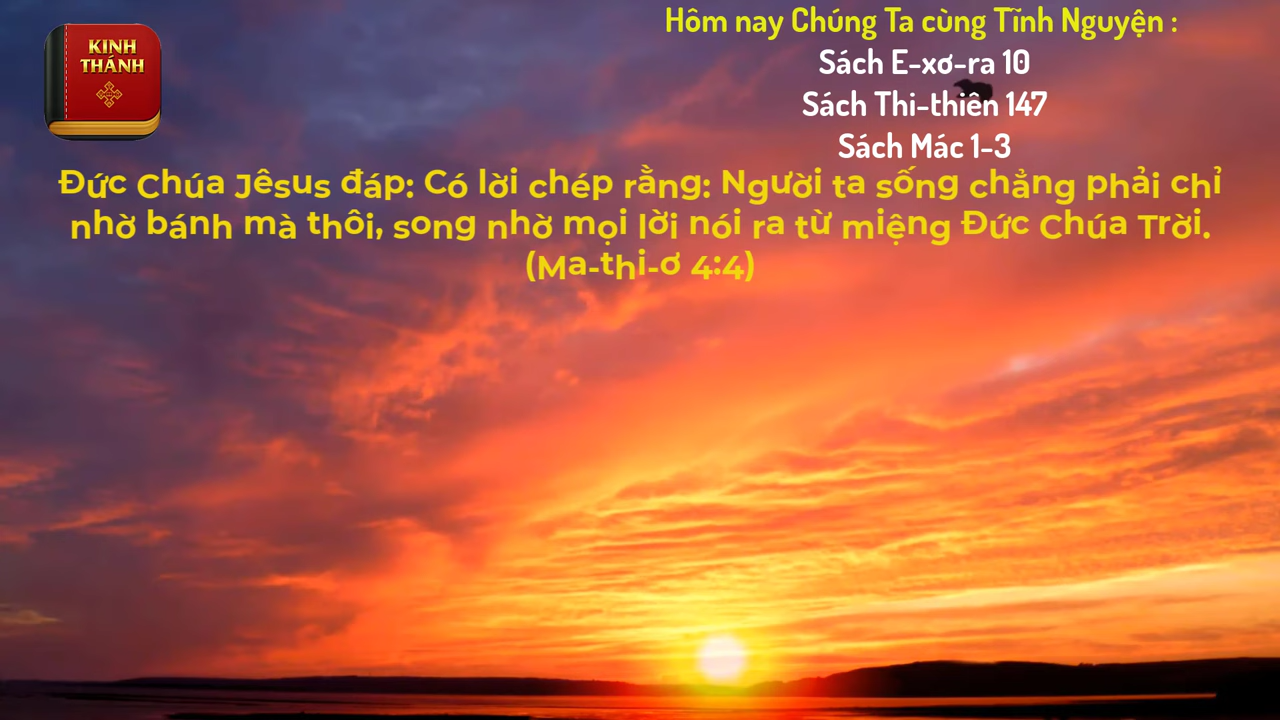 KINH
THÁNH
Hôm nay Chúng Ta cùng Tĩnh Nguyện :
Sách E-xơ-ra 10
Sách Thi-thiên 147
Sách Mác 1-3
Đức Chúa Jêsus đáp: Có lời chép rằng: Người ta sống chẳng phải chỉ
nhờ bánh mà thôi, song nhờ mọi lời nói ra từ miệng Đức Chúa Trời.
(Ma-thi-ơ 4:4)